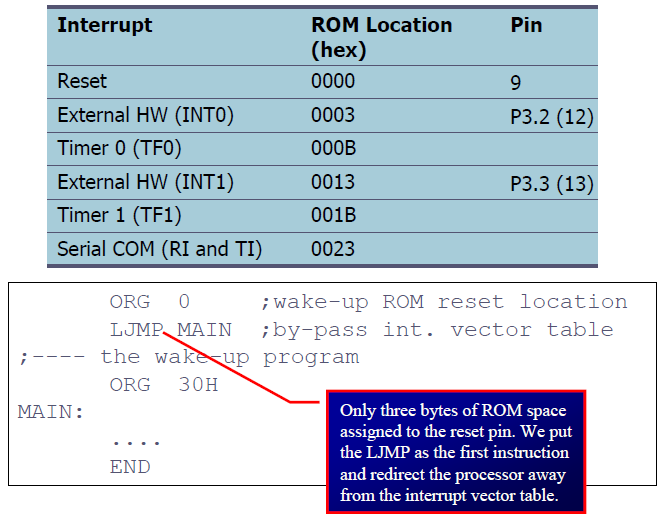 Interrupt ROM Location Pin
(hex)
Reset 0000 9
External HW (INT0) 0003 P3.2 (12)
Timer 0 (TF0) 000B
External HW (INT1) 0013 P3.3 (13)
Timer 1 (TF1) 001B
Serial COM (RI and TI) 0023
ORG 0 ;wake-up ROM reset location
LJMP MAIN ;by-pass int. vector table
;---- the wake-up program
ORG 30H
MAIN:
....
END
Only three bytes of ROM space
assigned to the reset pin. We put
the LJMP as the first instruction
and redirect the processor away
from the interrupt vector table.